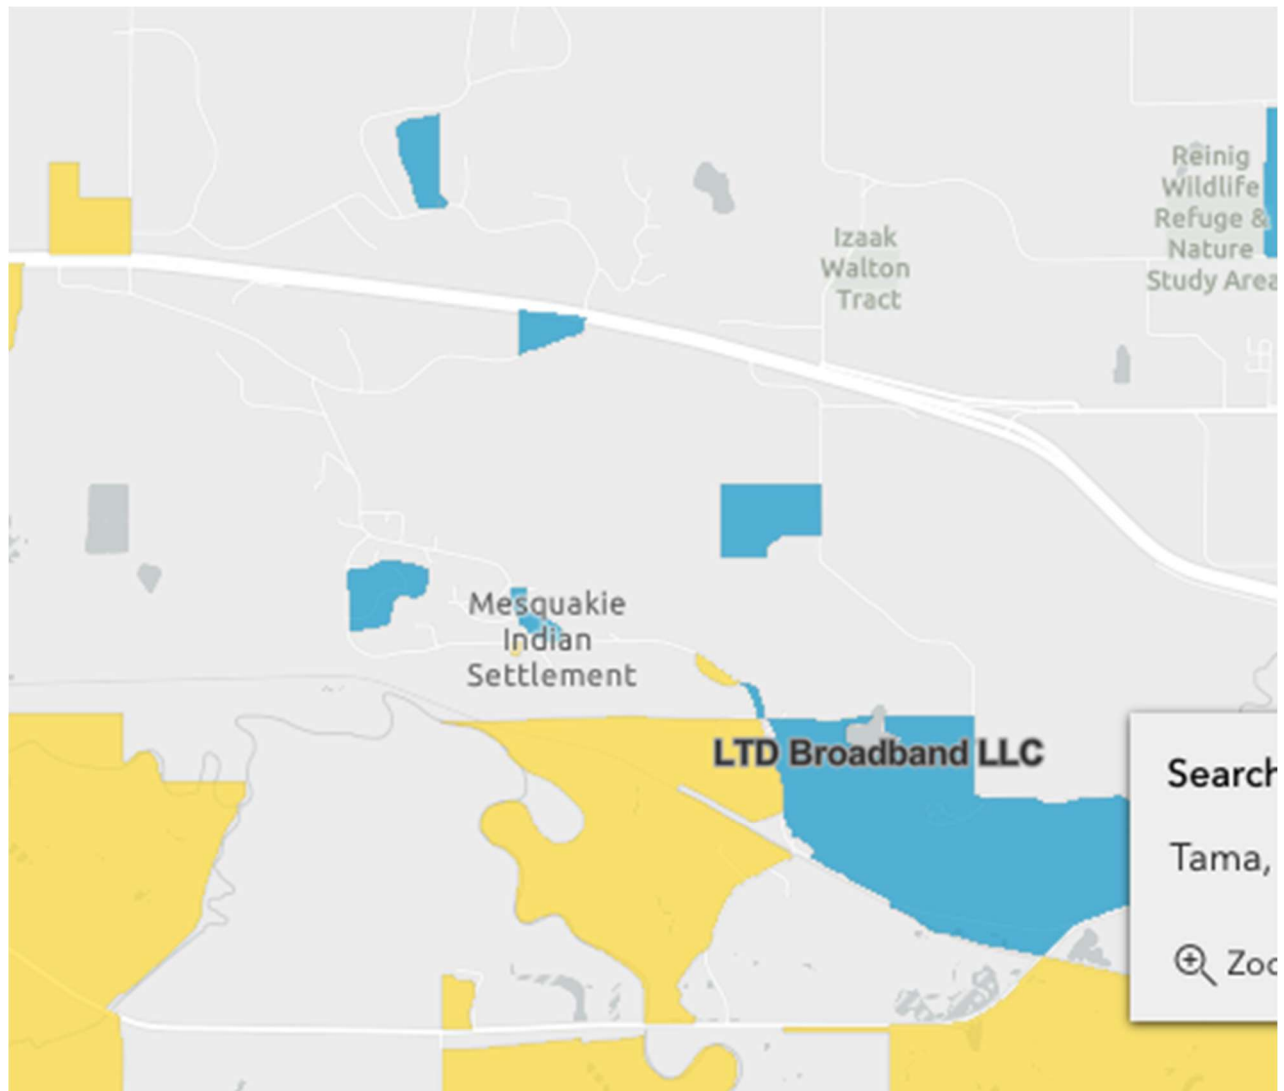 Reinig
Wildlife
Refuge &
Nature
Study Area
Izaak
Walton
Tract
Mesquakie
Indian
Settlement
LTD Broadband LLC
Search
Tama,
Zoo